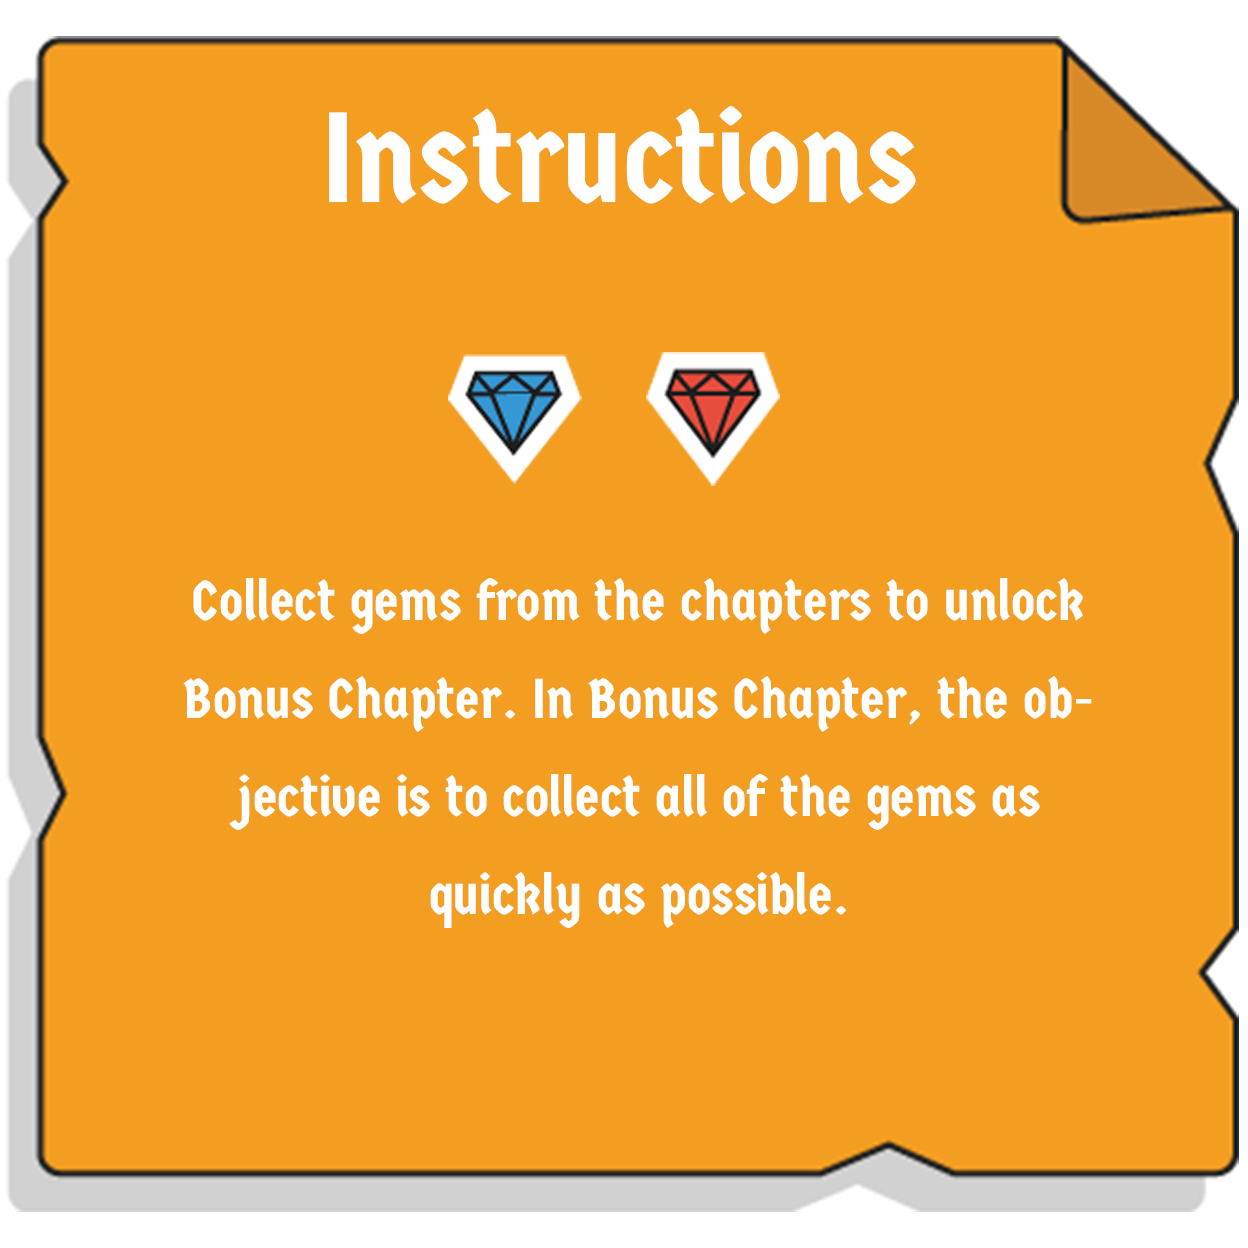 Instructions
Collect gems from the chapters to unlock
Bonus Chapter. In Bonus Chapter, the ob-
jective is to collect all of the gems as
quickly as possible.